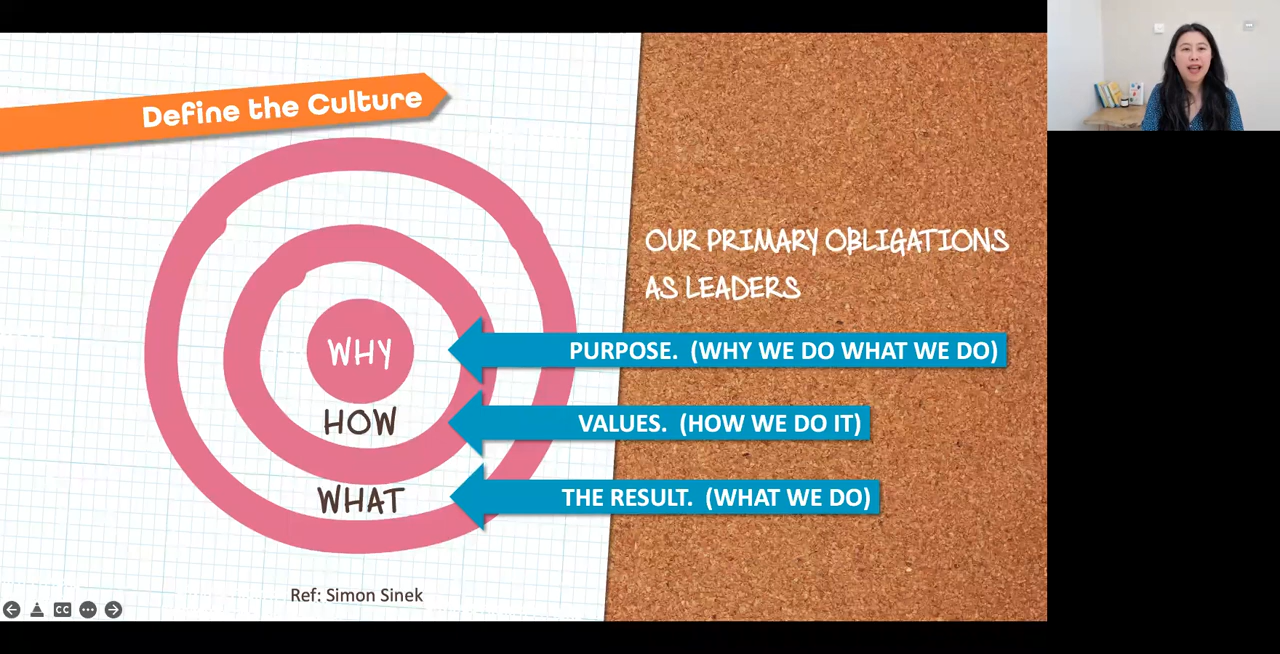 Define the Culture
OUR PRIMARY OBLIGATIONS
AS LEADERS
WHY
PURPOSE. (WHY WE DO WHAT WE DO)
HOW
VALUES. (HOW WE DO IT)
WHAT
THE RESULT. (WHAT WE DO)
Ref: Simon Sinek
CC